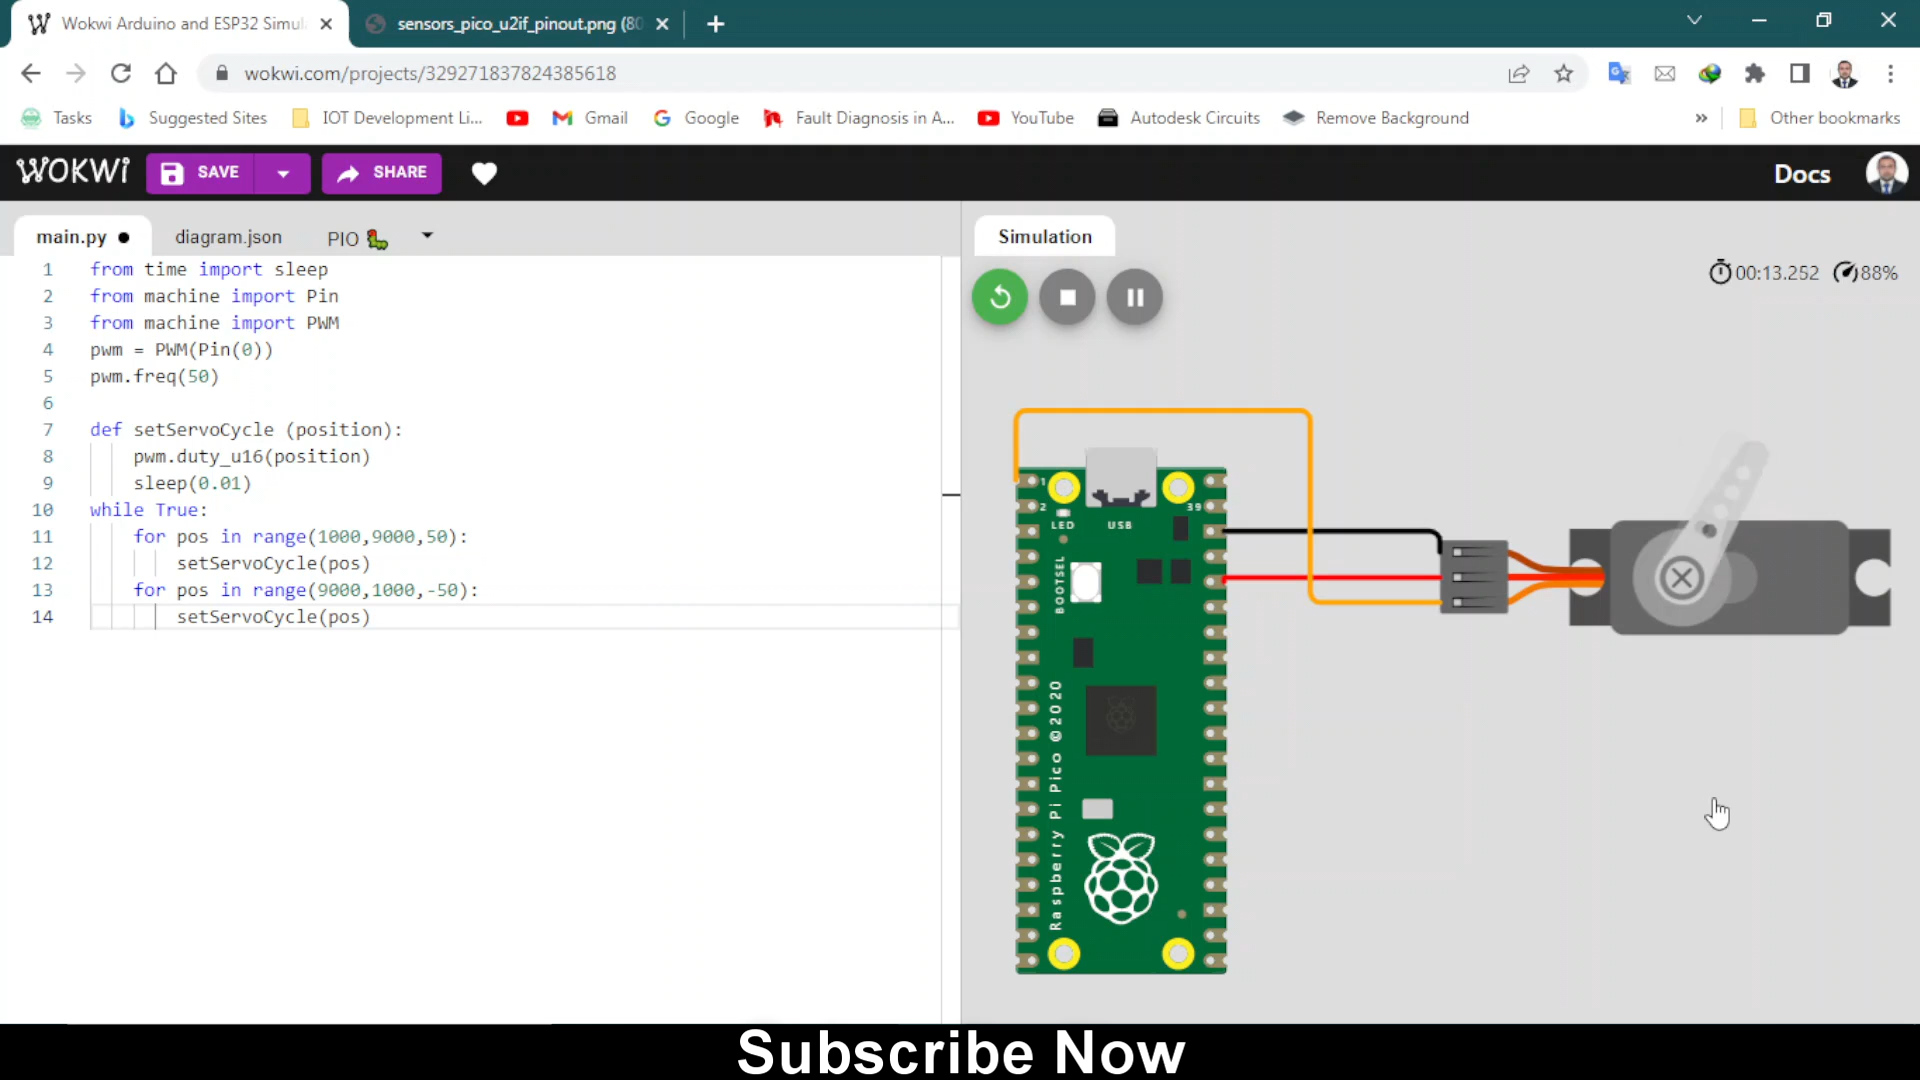 Wokwi Arduino and ESP32 Simul
sensors_pico_u2if_pinout.png (80
wokwi.com/projects/329271837824385618
Tasks
Suggested Sites
IOT Development Li...
Gmail
Google
Fault Diagnosis in A...
YouTube
Autodesk Circuits
Remove Background
»
Other bookmarks
WOKWi
SAVE
SHARE
Docs
main.py ●
diagram.json
PIO
Simulation
00:13.252
88%
1 from time import sleep
2 from machine import Pin
3 from machine import PWM
4 pwm = PWM(Pin(0))
5 pwm.freq(50)
6
7 def setServoCycle (position):
8 pwm.duty_u16(position)
9 sleep(0.01)
10 while True:
11 for pos in range(1000,9000,50):
12 setServoCycle(pos)
13 for pos in range(9000,1000,-50):
14 setServoCycle(pos)
1
2
39
LED
USB
BOOTSEL
Raspberry Pi Pico ©2020
Subscribe Now